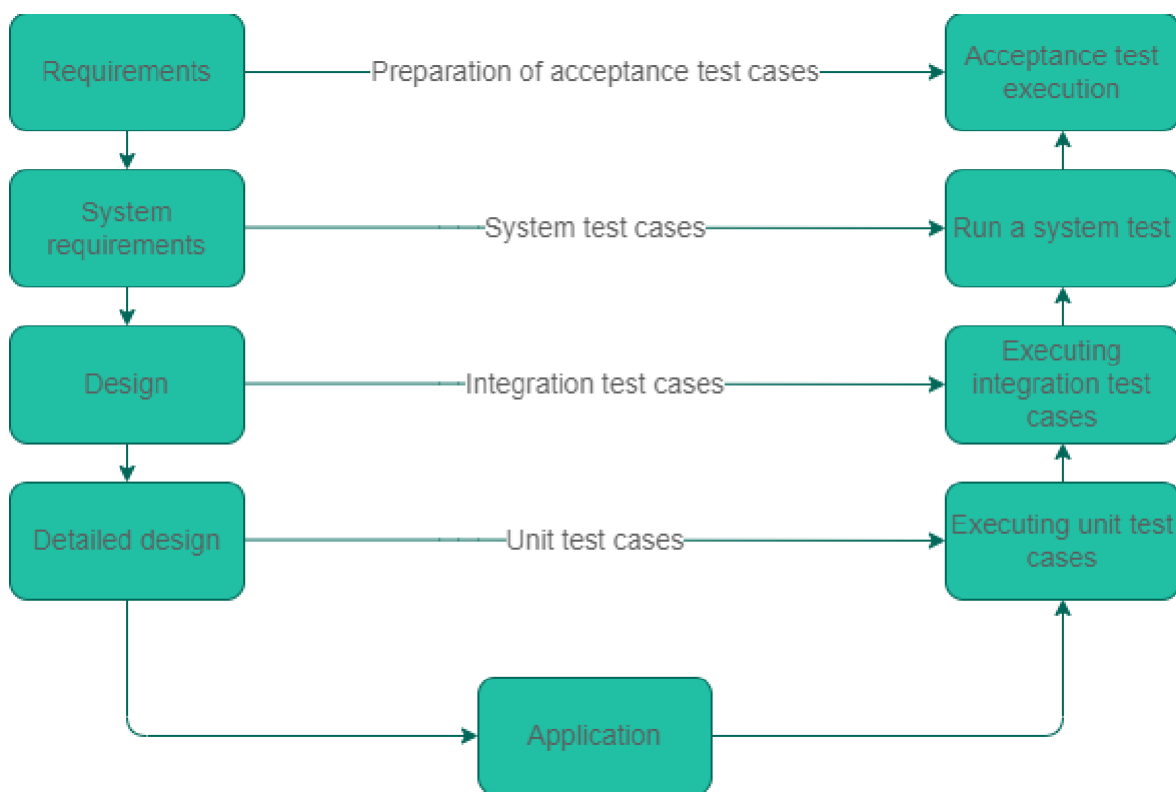 Requirements
Preparation of acceptance test cases
Acceptance test
execution
System
requirements
System test cases
Run a system test
Design
Integration test cases
Executing
integration test
cases
Detailed design
Unit test cases
Executing unit test
cases
Application